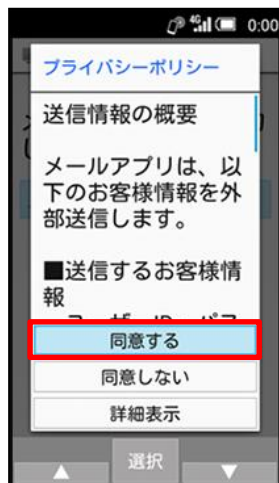 4G 0:00
プライバシーポリシー
送信情報の概要
メールアプリは、以
下のお客様情報を外
部送信します。
■送信するお客様情
報
同意する
同意しない
詳細表示
選択